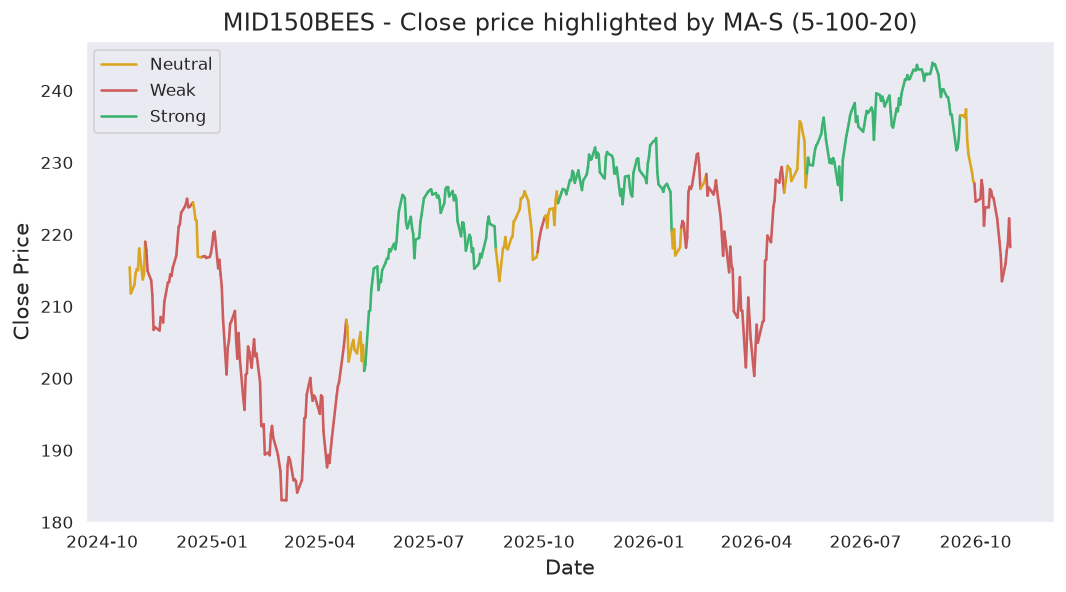 MID150BEES - Close price highlighted by MA-S (5-100-20)
Neutral
Weak
Strong
Close Price
240
230
220
210
200
190
180
2024-10 2025-01 2025-04 2025-07 2025-10 2026-01 2026-04 2026-07 2026-10
Date